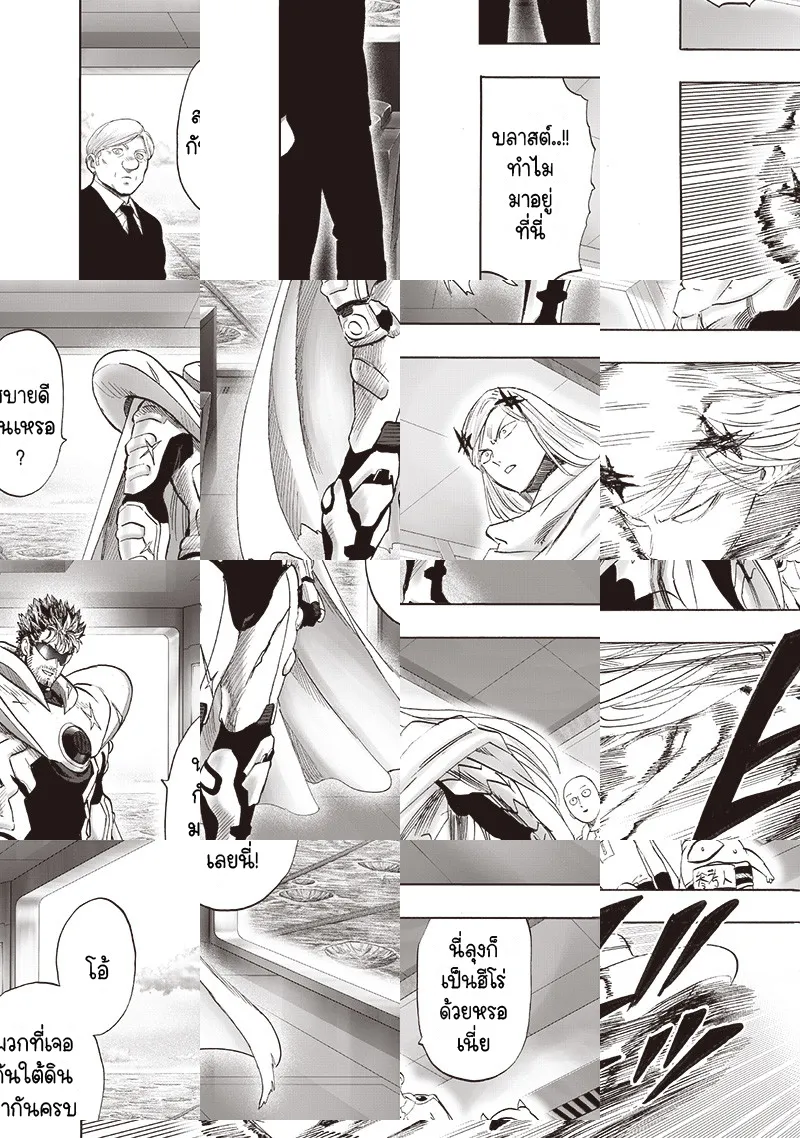 บลาสต์..!!
ทำไม
มาอยู่
ที่นี่
สบายดี
กันเหรอ
?
โอ้
พวกที่เจอ
กันใต้ดิน
มากันครบ
เลยนี่!
นี่ลุงก็
เป็นฮีโร่
ด้วยหรอ
เนี่ย
参考人